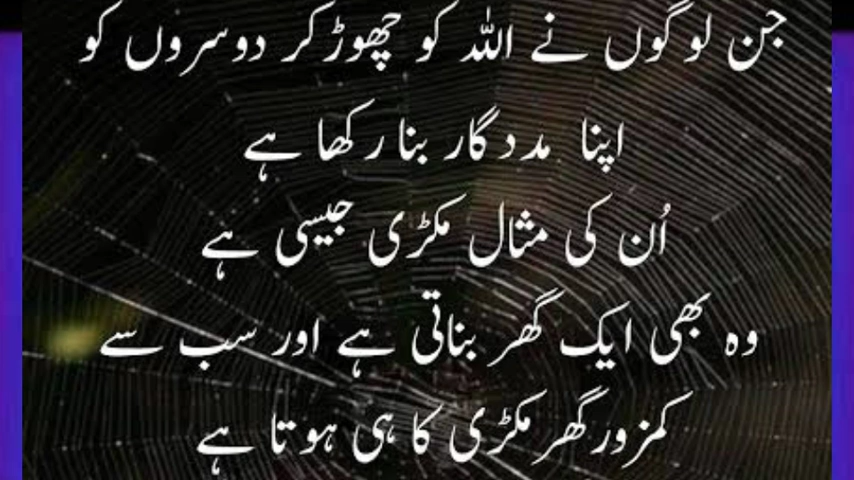 جن لوگوں نے اللہ کو چھوڑ کر دوسروں کو
اپنا مددگار بنا رکھا ہے
اُن کی مثال مکڑی جیسی ہے
وہ بھی ایک گھر بناتی ہے اور سب سے
کمزور گھر مکڑی کا ہی ہوتا ہے